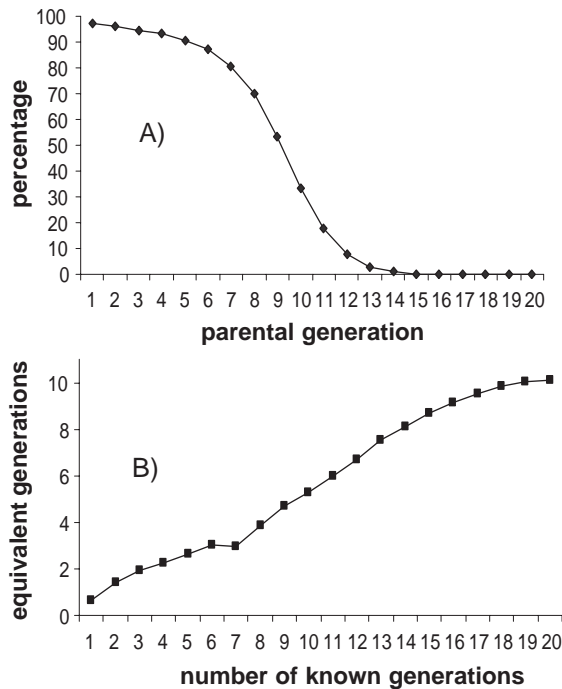 100
90
80
70
60
50
40
30
20
10
0
percentage
A)
1 2 3 4 5 6 7 8 9 10 11 12 13 14 15 16 17 18 19 20
parental generation
10
8
6
4
2
0
equivalent generations
B)
1 2 3 4 5 6 7 8 9 10 11 12 13 14 15 16 17 18 19 20
number of known generations